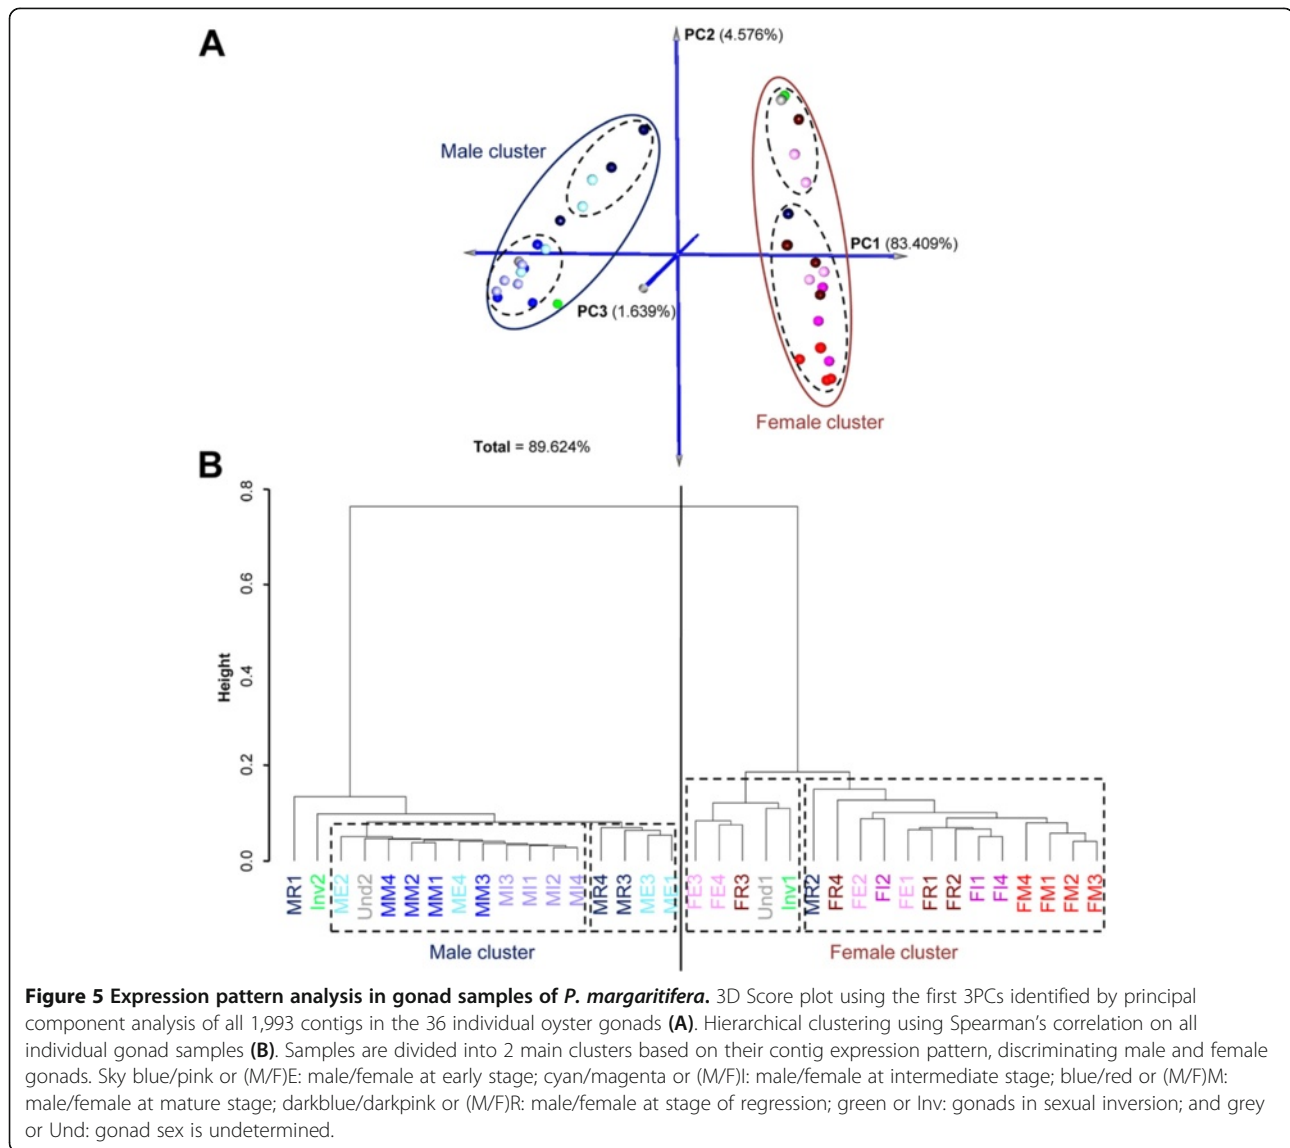 A
PC2 (4.576%)
Male cluster
PC1 (83.409%)
PC3 (1.639%)
Female cluster
Total = 89.624%
B
Height
0.8
0.6
0.4
0.2
0.0
MR1 Inv2 ME2 Und2 MM4 MM2 MM1 ME4 MM3 MI3 MI1 MI2 MI4 MR4 MR3 ME3 ME1 FE3 FE4 FR3 Und1 Inv1 MR2 FR4 FE2 FI2 FE1 FR1 FR2 FI1 FI4 FM4 FM1 FM2 FM3
Male cluster
Female cluster
Figure 5 Expression pattern analysis in gonad samples of P. margaritifera. 3D Score plot using the first 3PCs identified by principal
component analysis of all 1,993 contigs in the 36 individual oyster gonads (A). Hierarchical clustering using Spearman's correlation on all
individual gonad samples (B). Samples are divided into 2 main clusters based on their contig expression pattern, discriminating male and female
gonads. Sky blue/pink or (M/F)E: male/female at early stage; cyan/magenta or (M/F)I: male/female at intermediate stage; blue/red or (M/F)M:
male/female at mature stage; darkblue/darkpink or (M/F)R: male/female at stage of regression; green or Inv: gonads in sexual inversion; and grey
or Und: gonad sex is undetermined.